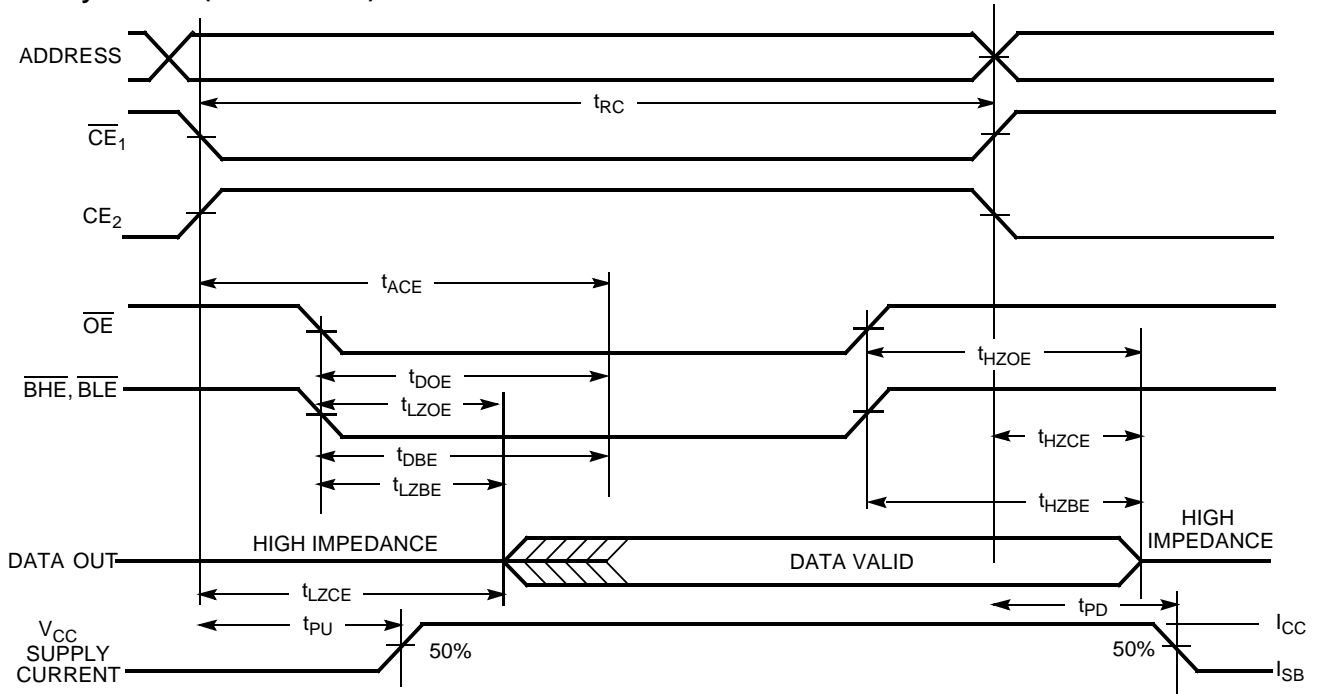 ADDRESS
tRC
CE1
CE2
tACE
OE
tHZOE
tDOE
BHE, BLE
tLZOE
tHZCE
tDBE
tLZBE
tHZBE
HIGH
IMPEDANCE
HIGH IMPEDANCE
DATA OUT
DATA VALID
tLZCE
tPD
tPU
VCC
SUPPLY
CURRENT
50%
50%
ICC
ISB